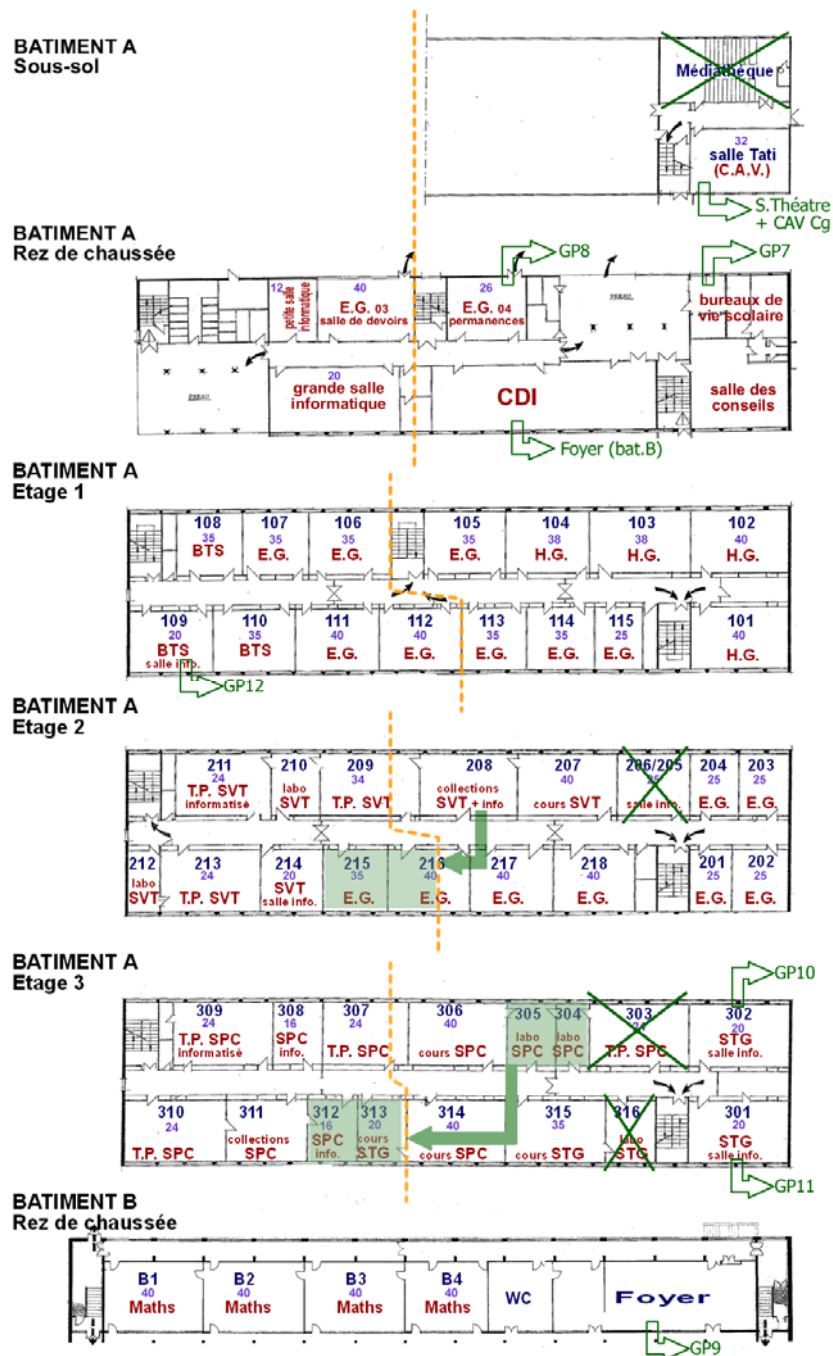 BATIMENT A
Sous-sol
Médiathèque
32
salle Tati
(C.A.V.)
S.Théatre
+ CAV Cg
BATIMENT A
Rez de chaussée
GP8
GP7
12
petite salle
informatique
40
E.G. 03
salle de devoirs
26
E.G. 04
permanences
PREAU
bureaux de
vie scolaire
PREAU
20
grande salle
informatique
CDI
salle des
conseils
Foyer (bat.B)
BATIMENT A
Etage 1
108
35
BTS
107
35
E.G.
106
35
E.G.
105
35
E.G.
104
38
H.G.
103
38
H.G.
102
40
H.G.
109
20
BTS
salle info.
110
35
BTS
111
40
E.G.
112
40
E.G.
113
35
E.G.
114
35
E.G.
115
25
E.G.
101
40
H.G.
GP12
BATIMENT A
Etage 2
211
24
T.P. SVT
informatisé
210
labo
SVT
209
34
T.P. SVT
208
collections
SVT + info
207
40
cours SVT
206/205
25
salle info.
204
25
E.G.
203
25
E.G.
212
labo
SVT
213
24
T.P. SVT
214
20
SVT
salle info.
215
35
E.G.
216
40
E.G.
217
40
E.G.
218
40
E.G.
201
25
E.G.
202
25
E.G.
BATIMENT A
Etage 3
GP10
309
24
T.P. SPC
informatisé
308
16
SPC
info.
307
24
T.P. SPC
306
40
cours SPC
305
labo
SPC
304
labo
SPC
303
24
T.P. SPC
302
20
STG
salle info.
310
24
T.P. SPC
311
collections
SPC
312
16
SPC
info.
313
20
cours
STG
314
40
cours SPC
315
35
cours STG
316
labo
STG
301
20
STG
salle info.
GP11
BATIMENT B
Rez de chaussée
B1
40
Maths
B2
40
Maths
B3
40
Maths
B4
40
Maths
WC
Foyer
GP9